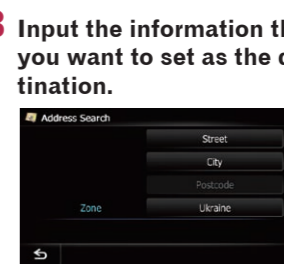 3 Input the information th
you want to set as the d
tination.
Address Search
Street
City
Postcode
Zone Ukraine